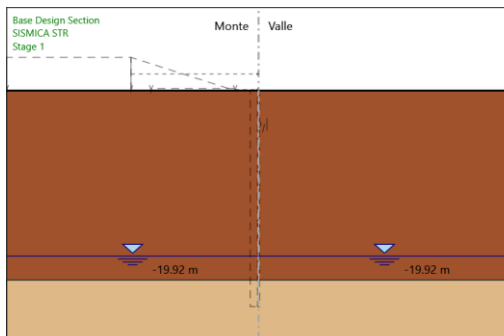 Base Design Section
SISMICA STR
Stage 1
Monte
Valle
-19.92 m
-19.92 m